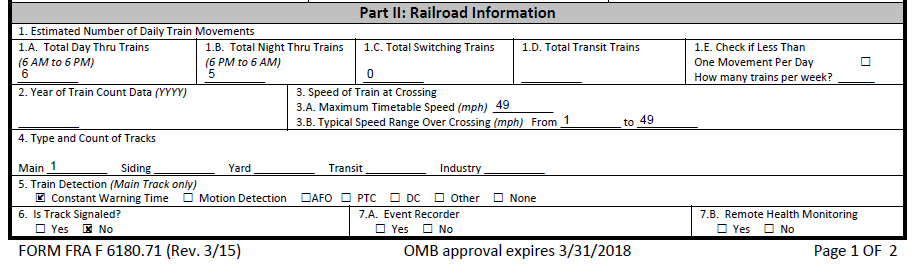 Part II: Railroad Information
1. Estimated Number of Daily Train Movements
1.A. Total Day Thru Trains 1.B. Total Night Thru Trains 1.C. Total Switching Trains 1.D. Total Transit Trains 1.E. Check if Less Than
(6 AM to 6 PM) (6 PM to 6 AM) One Movement Per Day ☐
6 5 0 How many trains per week? ______
2. Year of Train Count Data (YYYY) 3. Speed of Train at Crossing
3.A. Maximum Timetable Speed (mph) 49
__________ 3.B. Typical Speed Range Over Crossing (mph) From 1 to 49
4. Type and Count of Tracks
Main 1 Siding __________ Yard __________ Transit __________ Industry __________
5. Train Detection (Main Track only)
☒ Constant Warning Time ☐ Motion Detection ☐AFO ☐ PTC ☐ DC ☐ Other ☐ None
6. Is Track Signaled? 7.A. Event Recorder 7.B. Remote Health Monitoring
☐ Yes ☒ No ☐ Yes ☐ No ☐ Yes ☐ No
FORM FRA F 6180.71 (Rev. 3/15) OMB approval expires 3/31/2018 Page 1 OF 2